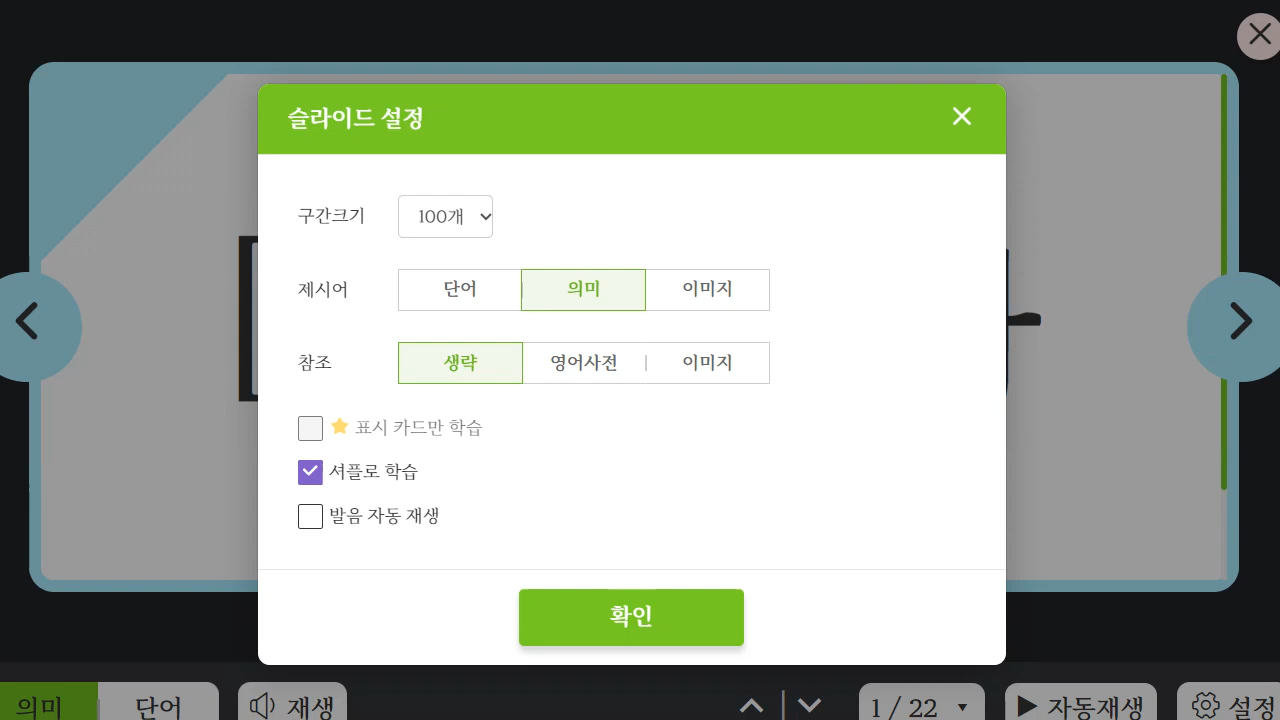 슬라이드 설정
구간크기 100개
제시어 단어 의미 이미지
참조 생략 영어사전 이미지
표시 카드만 학습
셔플로 학습
발음 자동 재생
확인
의미 단어 재생 1 / 22 자동재생 설정